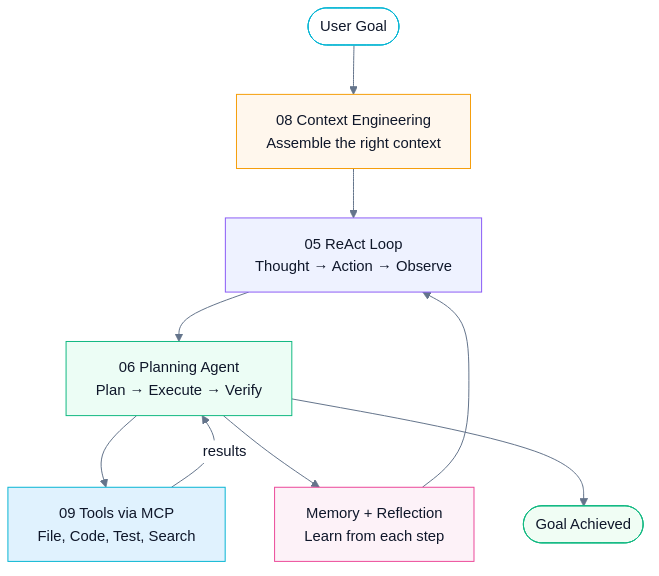 User Goal
08 Context Engineering
Assemble the right context
05 ReAct Loop
Thought → Action → Observe
06 Planning Agent
Plan → Execute → Verify
results
09 Tools via MCP
File, Code, Test, Search
Memory + Reflection
Learn from each step
Goal Achieved